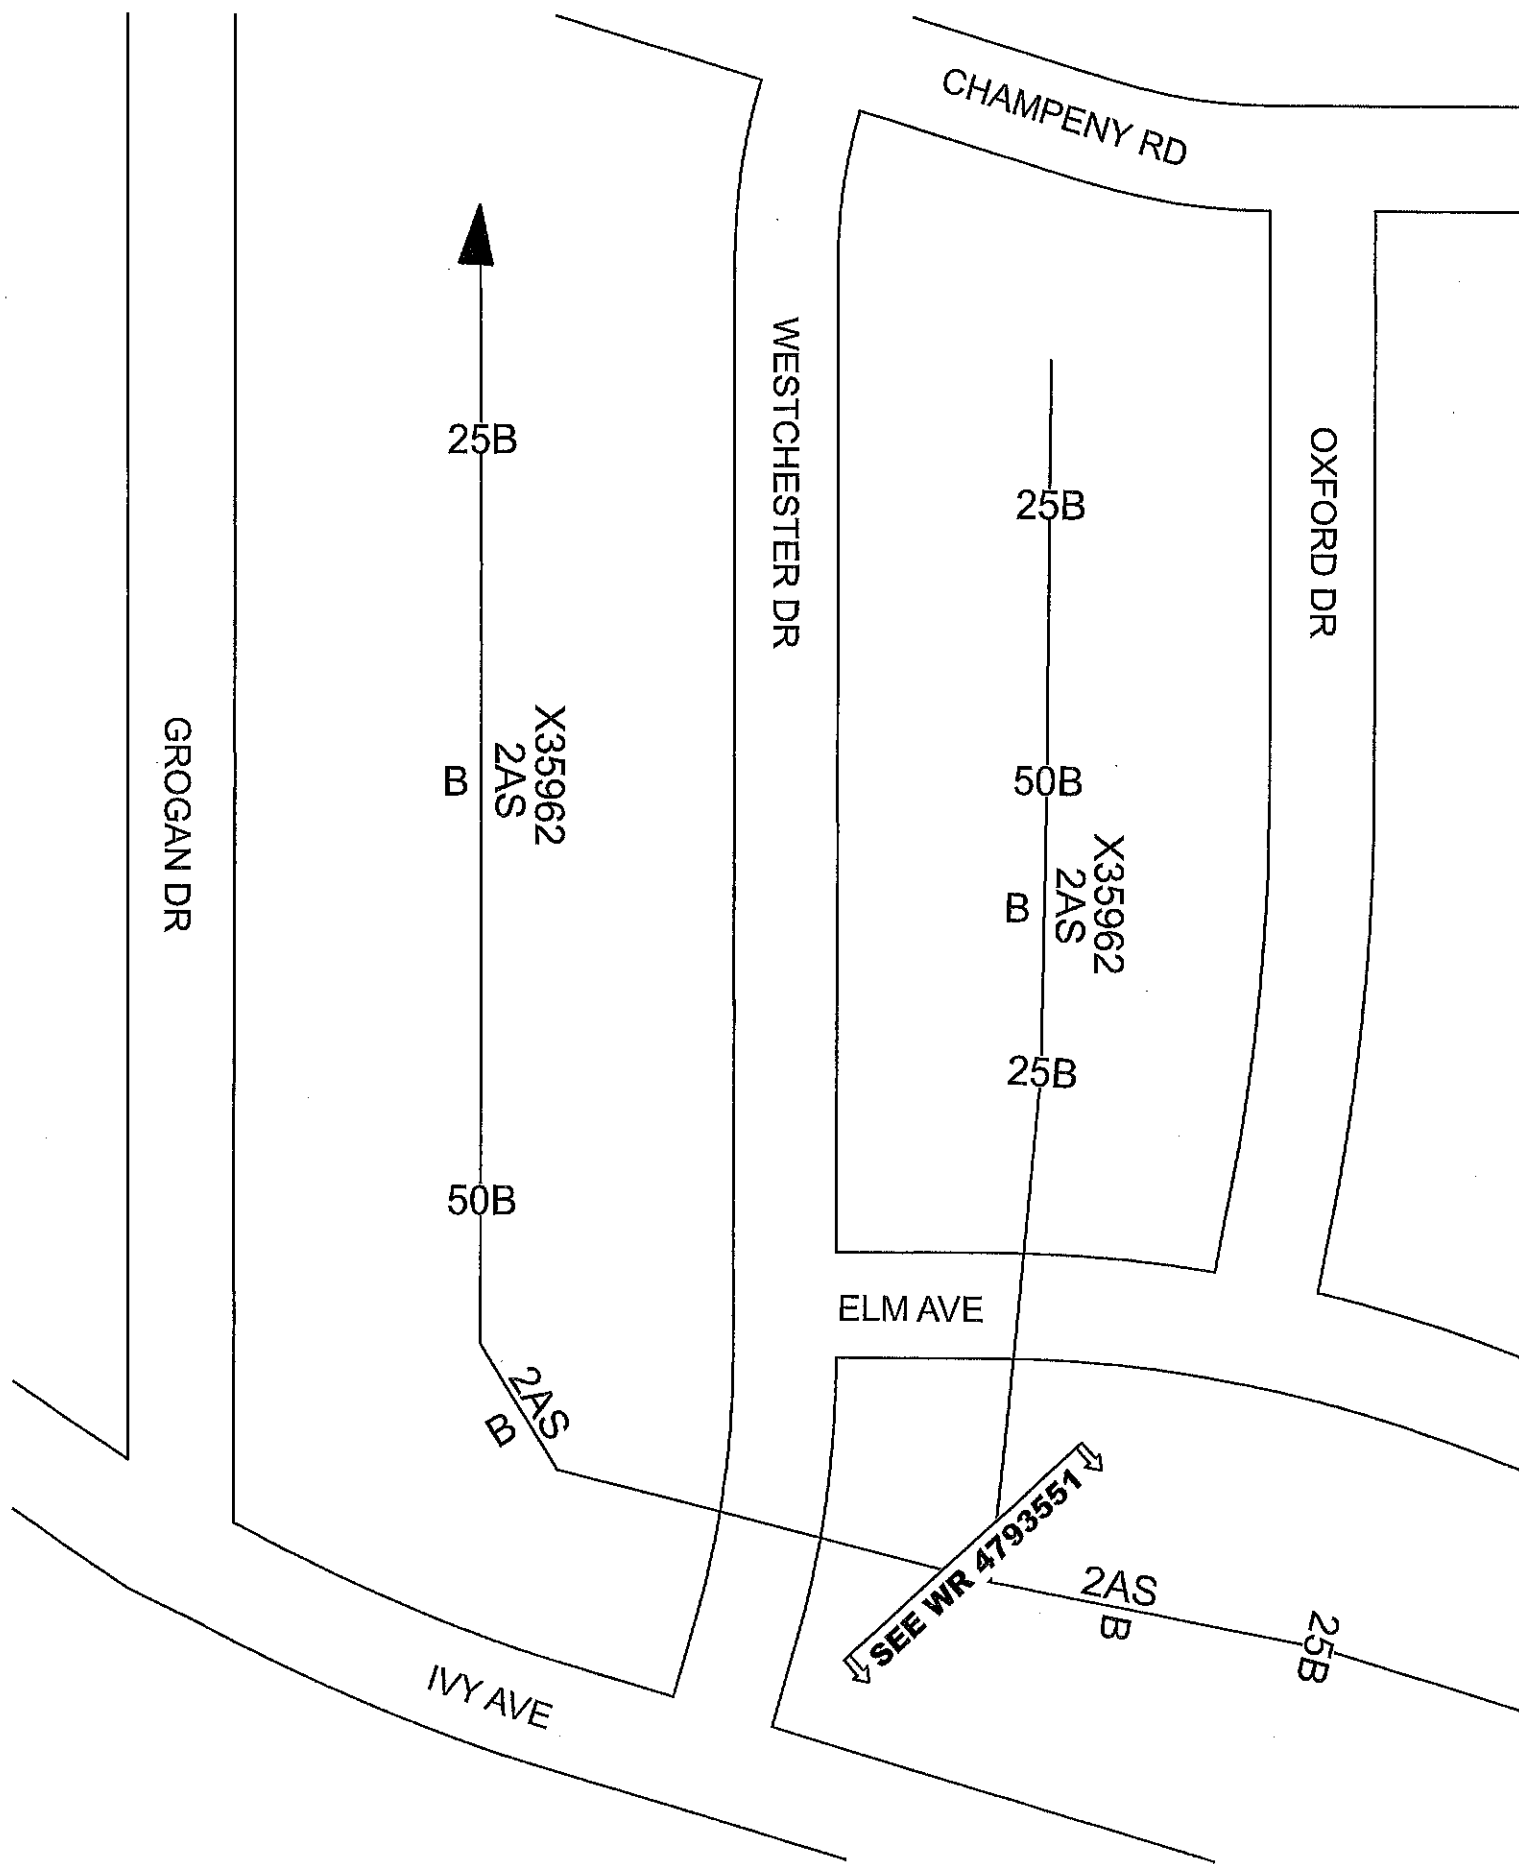 CHAMPENY RD
WESTCHESTER DR
OXFORD DR
GROGAN DR
25B
X35962
2AS
B
50B
2AS
B
25B
50B
X35962
2AS
B
25B
ELM AVE
SEE WR 4793551
2AS
B
25B
IVY AVE